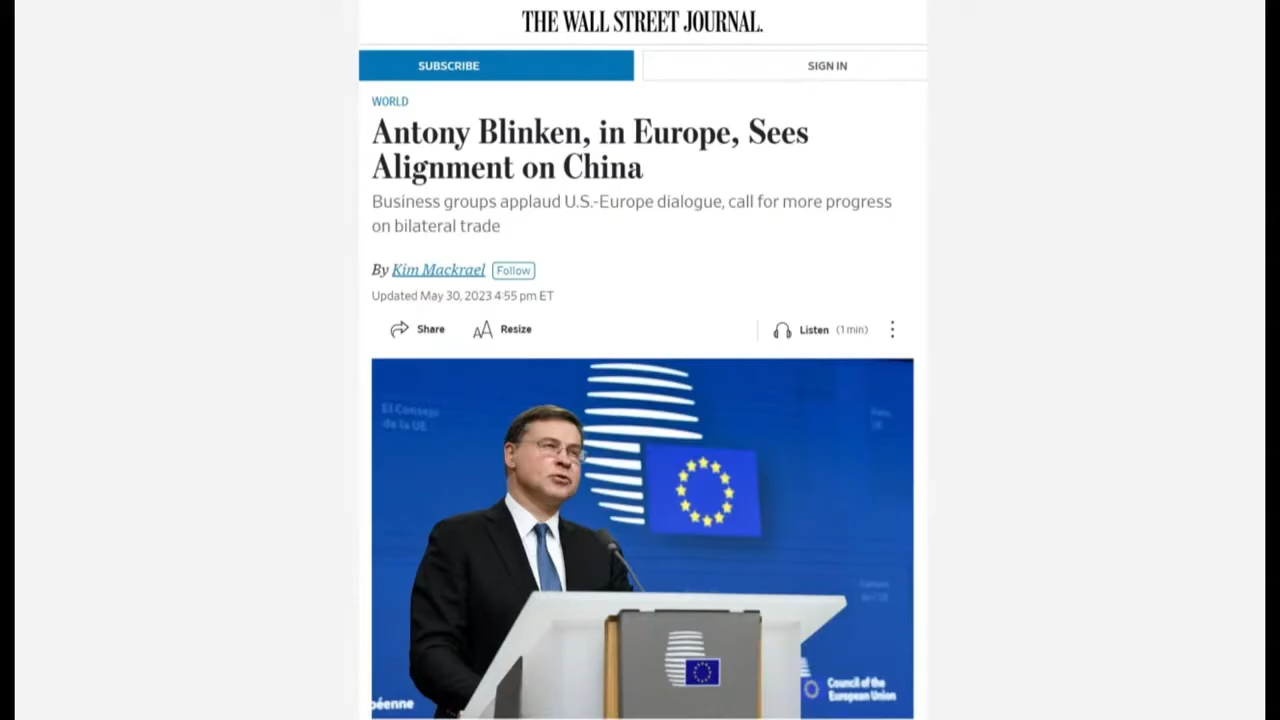 THE WALL STREET JOURNAL.
SUBSCRIBE
SIGN IN
WORLD
Antony Blinken, in Europe, Sees
Alignment on China
Business groups applaud U.S.-Europe dialogue, call for more progress
on bilateral trade
By Kim Mackrael Follow
Updated May 30, 2023 4:55 pm ET
Share
Resize
Listen (1 min)
El Consejo
de la UE
péenne
Council of the
European Union